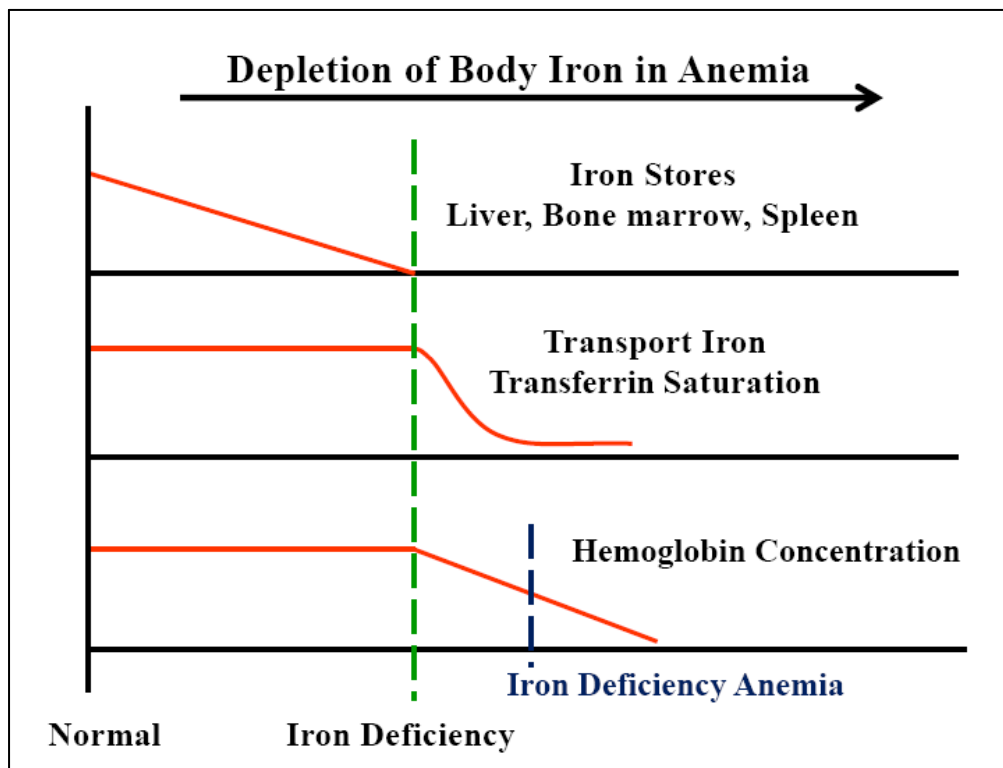 Depletion of Body Iron in Anemia
Iron Stores
Liver, Bone marrow, Spleen
Transport Iron
Transferrin Saturation
Hemoglobin Concentration
Iron Deficiency Anemia
Normal
Iron Deficiency